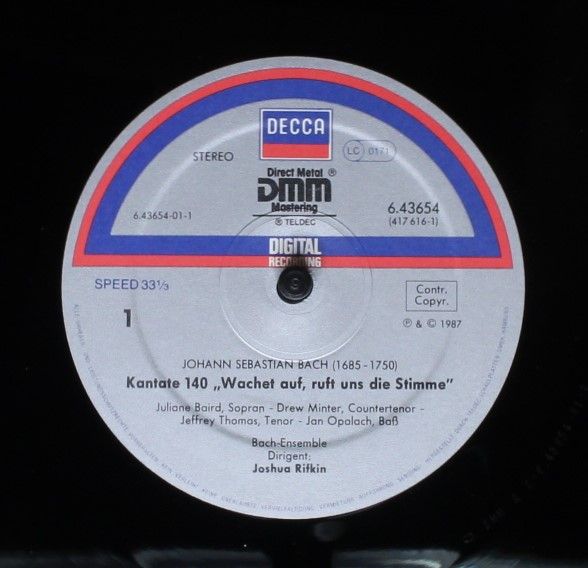 DECCA
STEREO
LC 0171
Direct Metal ®
DMM
Mastering
® TELDEC
6.43654-01-1
6.43654
(417 616-1)
DIGITAL
RECORDING
SPEED 33⅓
Contr.
Copyr.
1
℗ & © 1987
JOHANN SEBASTIAN BACH (1685-1750)
Kantate 140 „Wachet auf, ruft uns die Stimme"
Juliane Baird, Sopran - Drew Minter, Countertenor -
Jeffrey Thomas, Tenor - Jan Opalach, Baß
Bach-Ensemble
Dirigent:
Joshua Rifkin